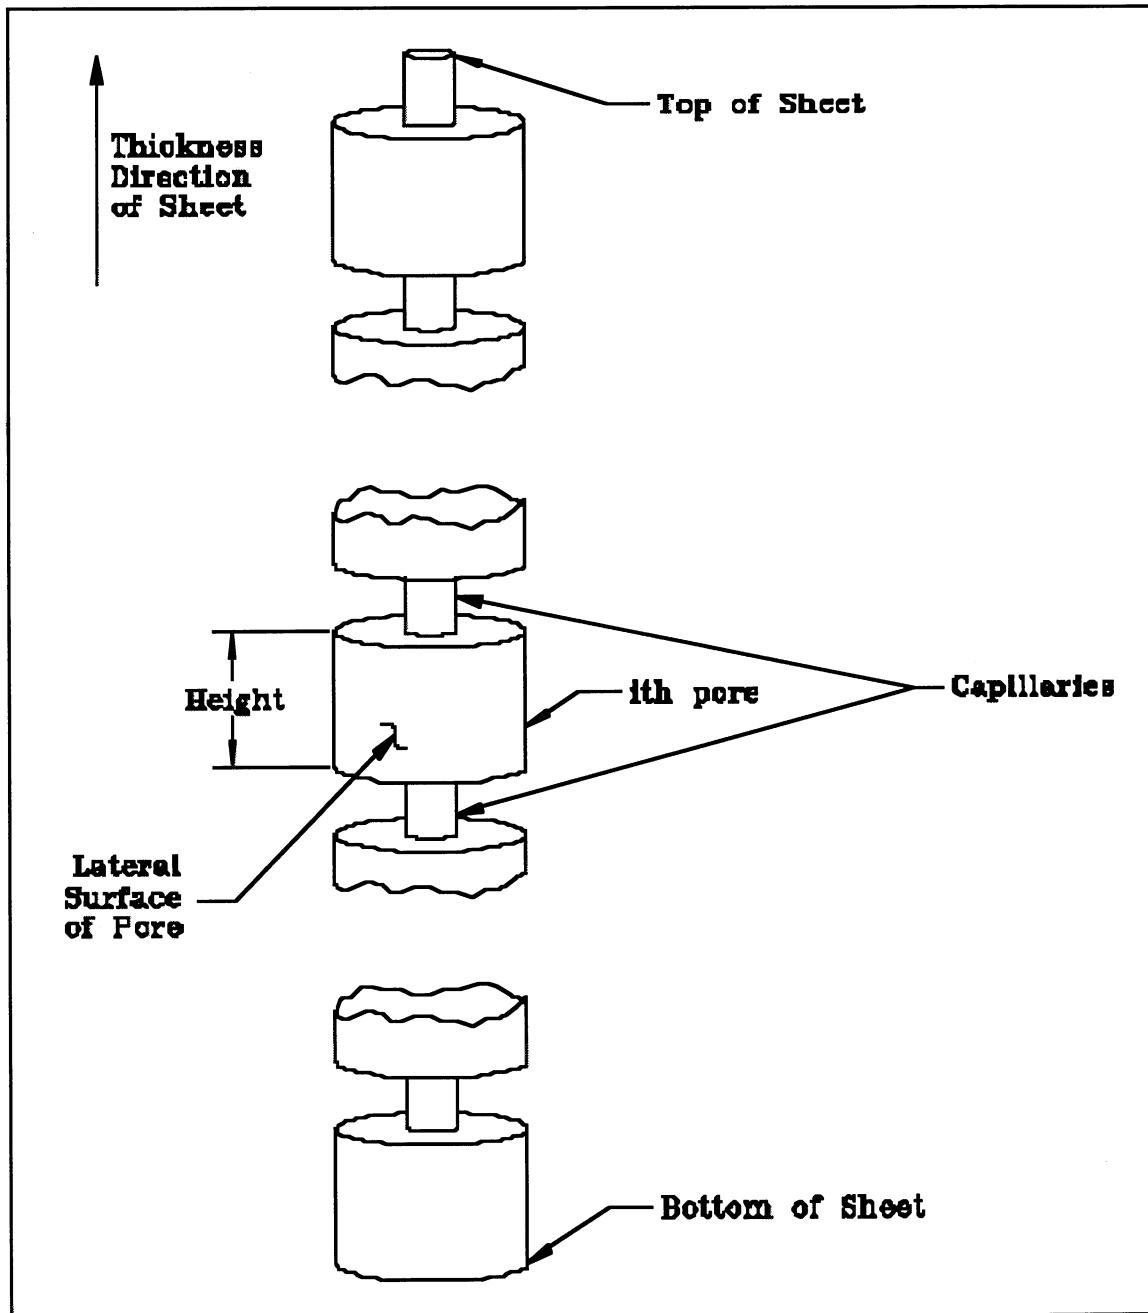 Top of Sheet
Thickness
Direction
of Sheet
Height
ith pore
Capillaries
Lateral
Surface
of Pore
Bottom of Sheet